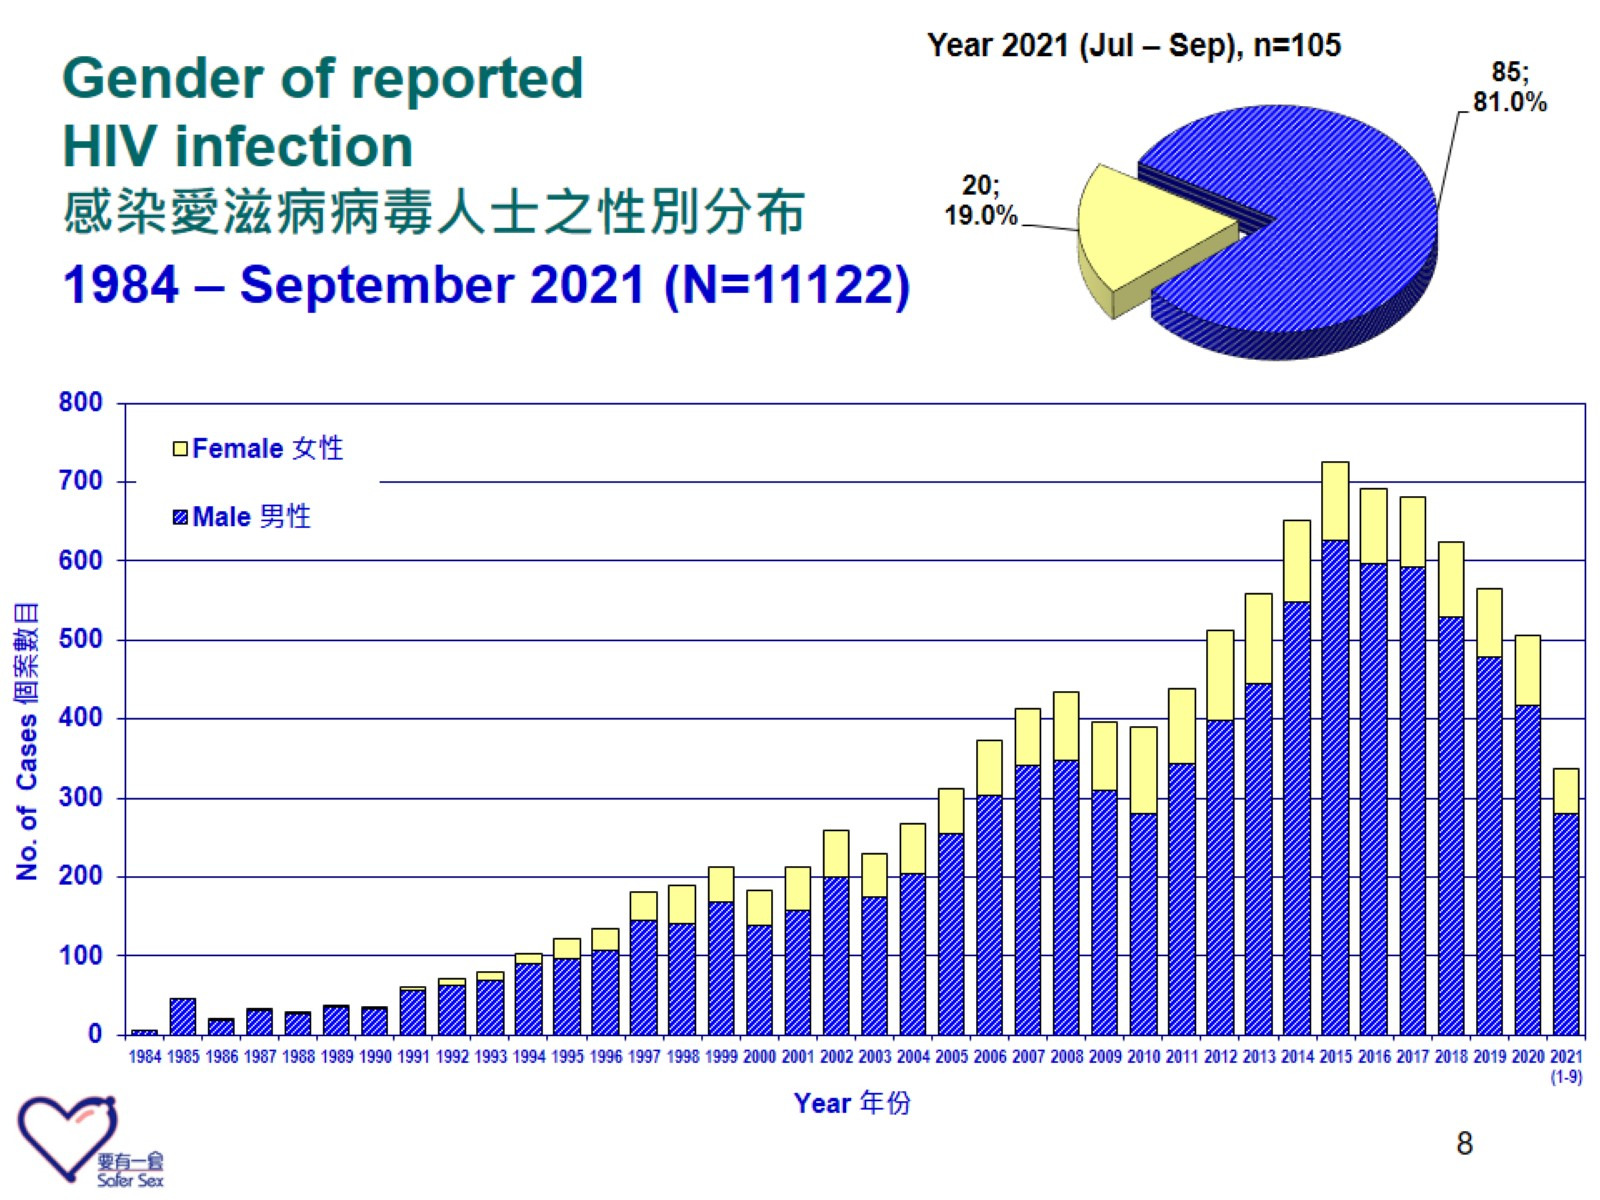 Gender of reported
HIV infection
感染愛滋病病毒人士之性別分布
1984 – September 2021 (N=11122)
Year 2021 (Jul – Sep), n=105
85;
81.0%
20;
19.0%
800
700
600
500
400
300
200
100
0
No. of Cases 個案數目
Female 女性
Male 男性
1984 1985 1986 1987 1988 1989 1990 1991 1992 1993 1994 1995 1996 1997 1998 1999 2000 2001 2002 2003 2004 2005 2006 2007 2008 2009 2010 2011 2012 2013 2014 2015 2016 2017 2018 2019 2020 2021
(1-9)
Year 年份
要有一套
Safer Sex
8